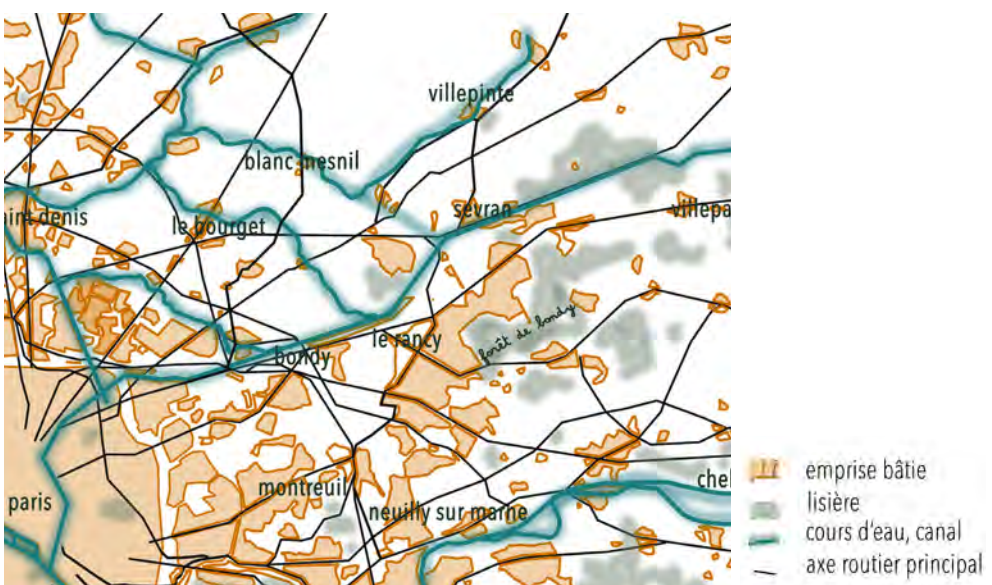 villepinte
blanc mesnil
sevran
villepa
aint denis
le bourget
forêt de bondy
le rancy
bondy
montreuil
chel
paris
neuilly sur marne
emprise bâtie
lisière
cours d'eau, canal
axe routier principal